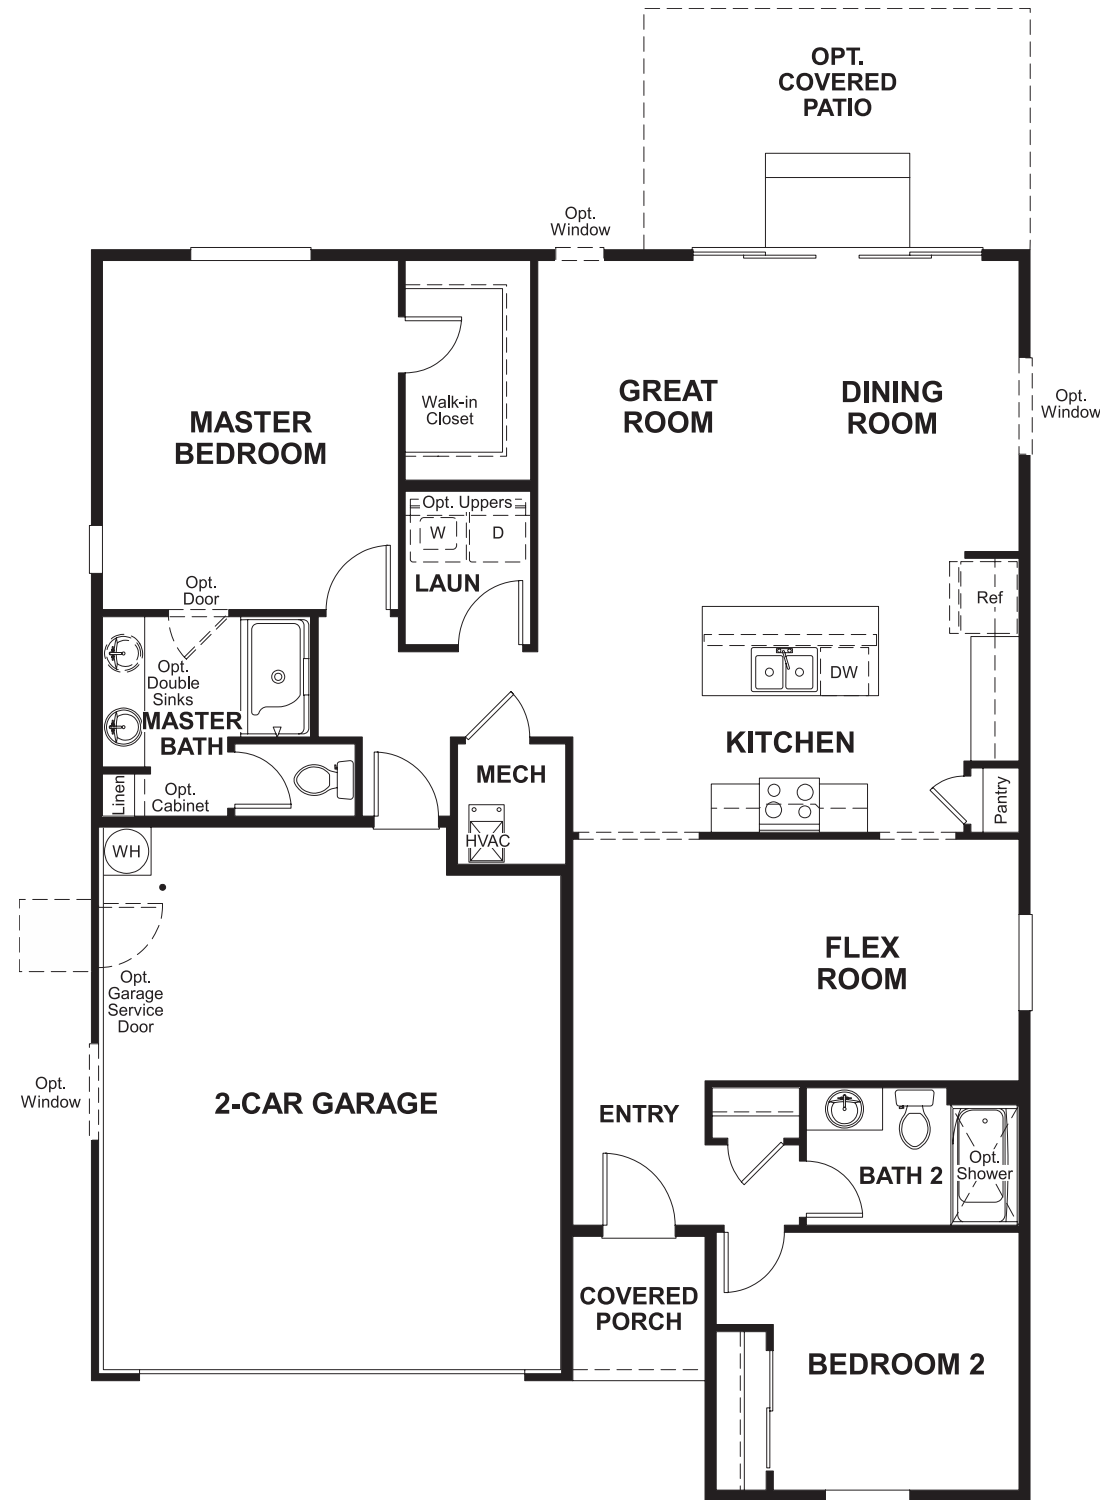 OPT.
COVERED
PATIO
Opt.
Window
GREAT
ROOM
DINING
ROOM
Opt.
Window
MASTER
BEDROOM
Walk-in
Closet
Opt. Uppers
W
D
LAUN
Opt.
Door
Ref
Opt.
Double
Sinks
DW
MASTER
BATH
KITCHEN
MECH
Linen
Opt.
Cabinet
Pantry
HVAC
WH
FLEX
ROOM
Opt.
Garage
Service
Door
Opt.
Window
2-CAR GARAGE
ENTRY
BATH 2
Opt.
Shower
COVERED
PORCH
BEDROOM 2